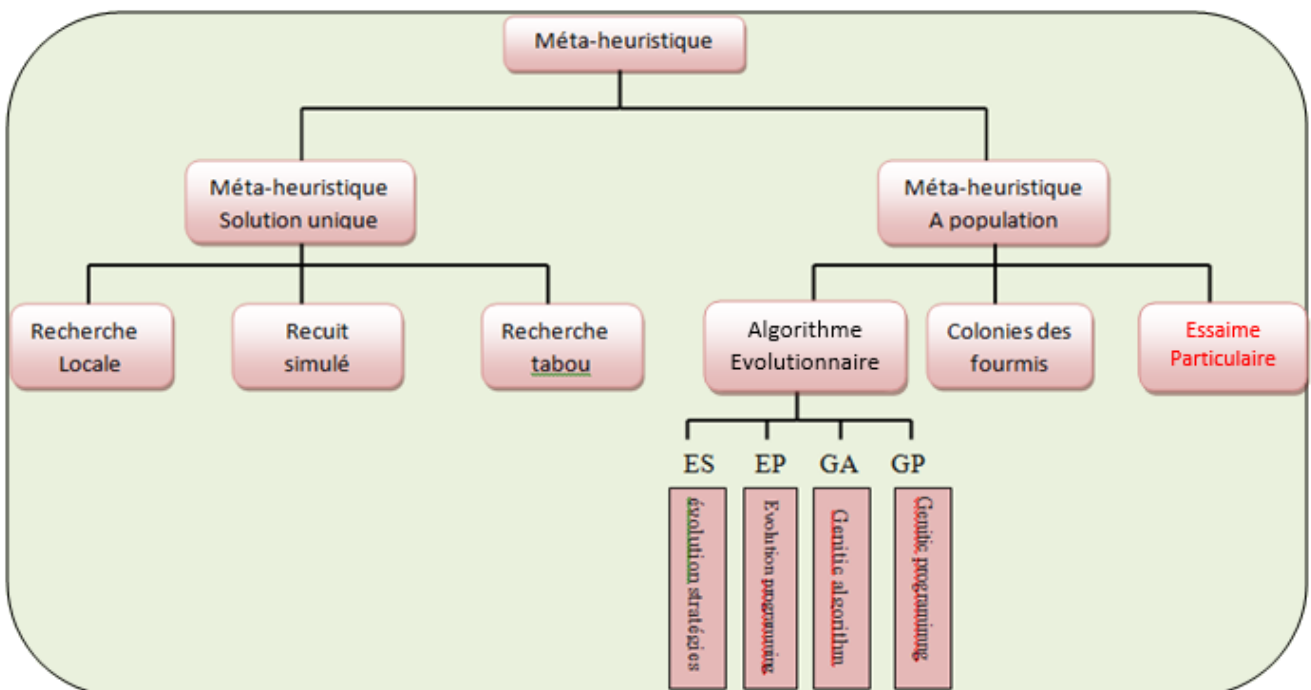 Méta-heuristique
Méta-heuristique
Solution unique
Méta-heuristique
A population
Recherche
Locale
Recuit
simulé
Recherche
tabou
Algorithme
Evolutionnaire
Colonies des
fourmis
Essaime
Particulaire
ES
EP
GA
GP
évolution stratégies
Evolution programming
Genitic algorithm
Genitic programimng